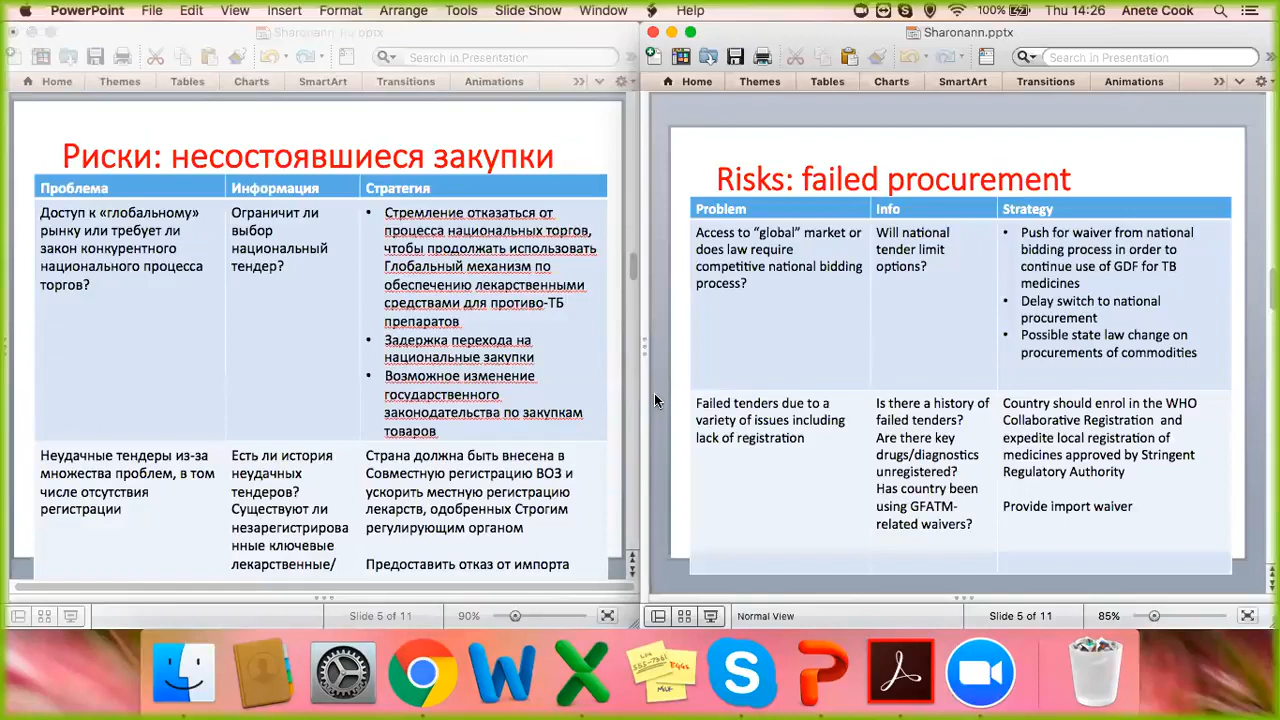 PowerPoint File Edit View Insert Format Arrange Tools Slide Show Window Help 100% Thu 14:26 Anete Cook
Search in Presentation
Home Themes Tables Charts SmartArt Transitions Animations
Риски: несостоявшиеся закупки
Проблема Информация Стратегия
Доступ к «глобальному»
рынку или требует ли
закон конкурентного
национального процесса
торгов?
Ограничит ли
выбор
национальный
тендер?
• Стремление отказаться от
процесса национальных торгов,
чтобы продолжать использовать
Глобальный механизм по
обеспечению лекарственными
средствами для противо-ТБ
препаратов
• Задержка перехода на
национальные закупки
• Возможное изменение
государственного
законодательства по закупкам
товаров
Неудачные тендеры из-за
множества проблем, в том
числе отсутствия
регистрации
Есть ли история
неудачных
тендеров?
Существуют ли
незарегистрирова
нные ключевые
лекарственные/
Страна должна быть внесена в
Совместную регистрацию ВОЗ и
ускорить местную регистрацию
лекарств, одобренных Строгим
регулирующим органом
Предоставить отказ от импорта
Slide 5 of 11 90%
Sharonann.pptx
Search in Presentation
Home Themes Tables Charts SmartArt Transitions Animations
Risks: failed procurement
Problem Info Strategy
Access to “global” market or
does law require
competitive national bidding
process?
Will national
tender limit
options?
• Push for waiver from national
bidding process in order to
continue use of GDF for TB
medicines
• Delay switch to national
procurement
• Possible state law change on
procurements of commodities
Failed tenders due to a
variety of issues including
lack of registration
Is there a history of
failed tenders?
Are there key
drugs/diagnostics
unregistered?
Has country been
using GFATM-
related waivers?
Country should enrol in the WHO
Collaborative Registration and
expedite local registration of
medicines approved by Stringent
Regulatory Authority
Provide import waiver
Normal View Slide 5 of 11 85%